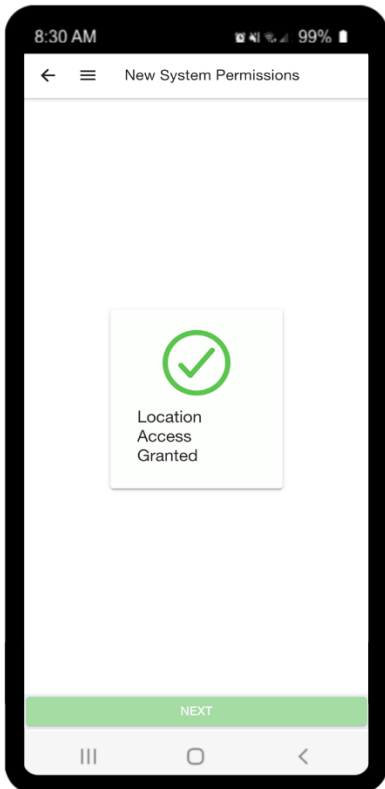 8:30 AM 99%
New System Permissions
Location
Access
Granted
NEXT